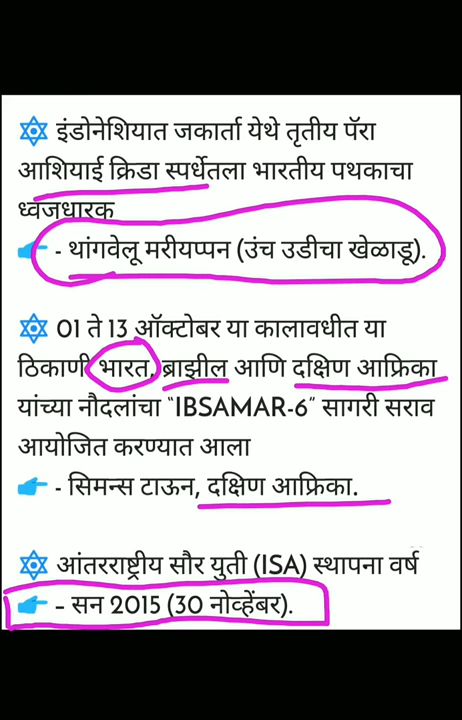 इंडोनेशियात जकार्ता येथे तृतीय पॅरा
आशियाई क्रिडा स्पर्धेतला भारतीय पथकाचा
ध्वजधारक
- थांगवेलू मरीयप्पन (उंच उडीचा खेळाडू).
01 ते 13 ऑक्टोबर या कालावधीत या
ठिकाणी भारत, ब्राझील आणि दक्षिण आफ्रिका
यांच्या नौदलांचा “IBSAMAR-6” सागरी सराव
आयोजित करण्यात आला
- सिमन्स टाऊन, दक्षिण आफ्रिका.
आंतरराष्ट्रीय सौर युती (ISA) स्थापना वर्ष
- सन 2015 (30 नोव्हेंबर).